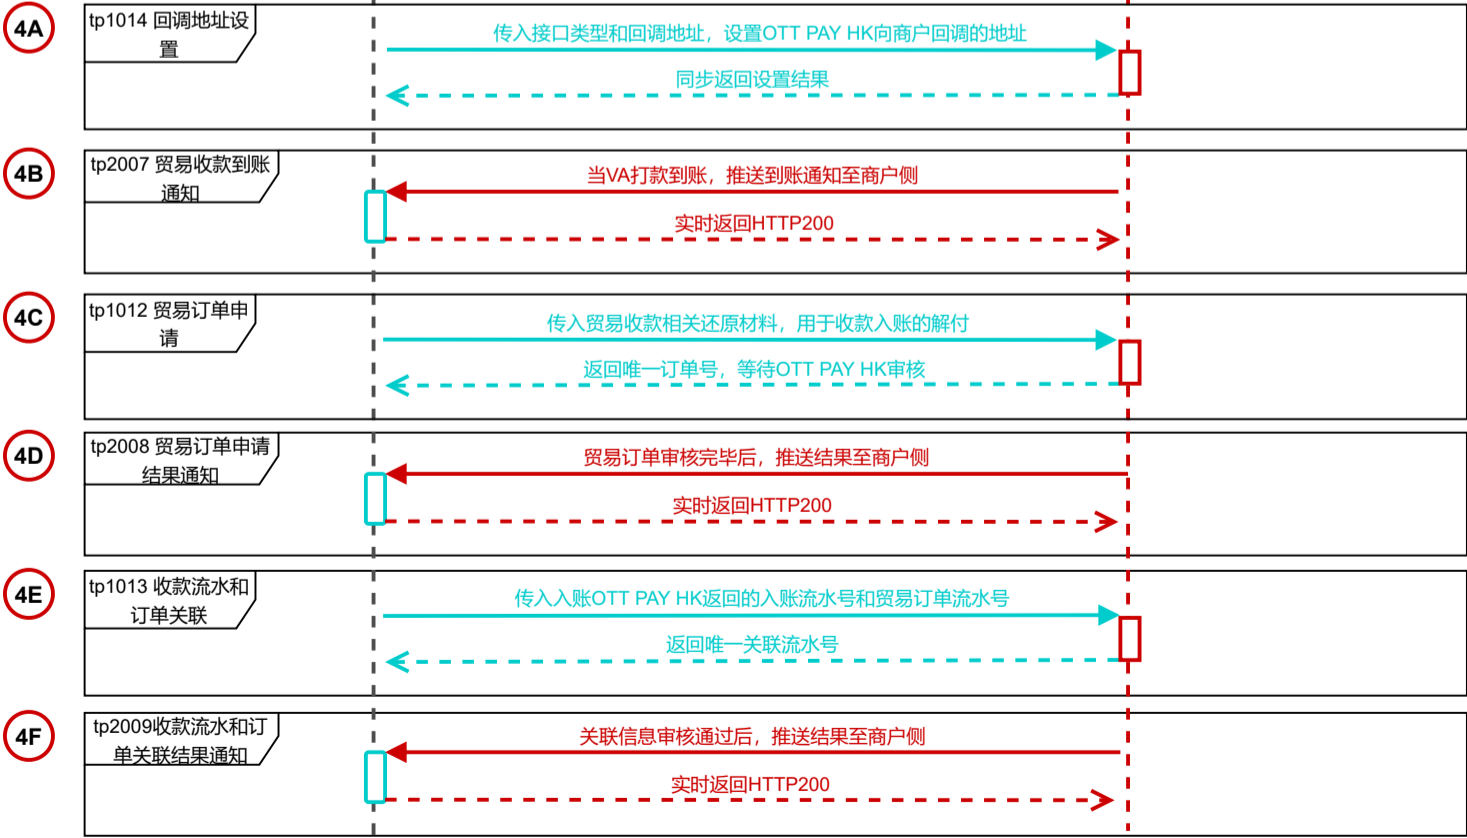 4A
tp1014 回调地址设
置
传入接口类型和回调地址，设置OTT PAY HK向商户回调的地址
同步返回设置结果
4B
tp2007 贸易收款到账
通知
当VA打款到账，推送到账通知至商户侧
实时返回HTTP200
4C
tp1012 贸易订单申
请
传入贸易收款相关还原材料，用于收款入账的解付
返回唯一订单号，等待OTT PAY HK审核
4D
tp2008 贸易订单申请
结果通知
贸易订单审核完毕后，推送结果至商户侧
实时返回HTTP200
4E
tp1013 收款流水和
订单关联
传入入账OTT PAY HK返回的入账流水号和贸易订单流水号
返回唯一关联流水号
4F
tp2009收款流水和订
单关联结果通知
关联信息审核通过后，推送结果至商户侧
实时返回HTTP200